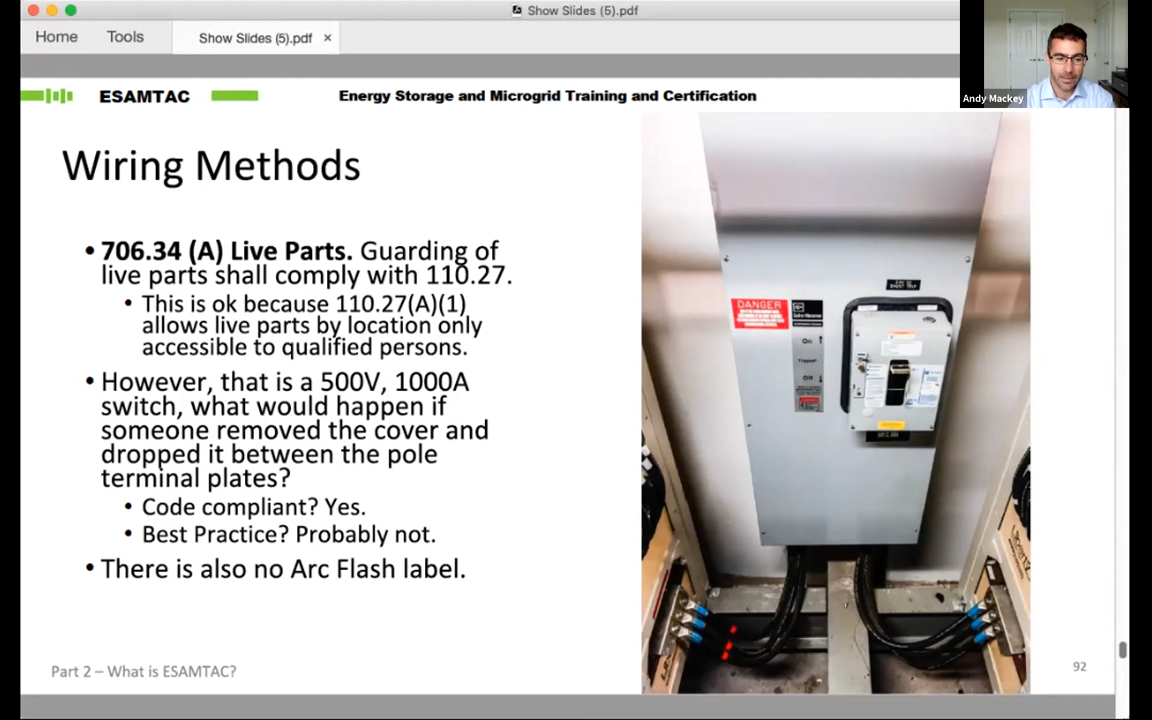 Show Slides (5).pdf
Home Tools Show Slides (5).pdf ×
Andy Mackey
ESAMTAC Energy Storage and Microgrid Training and Certification
Wiring Methods
• 706.34 (A) Live Parts. Guarding of
live parts shall comply with 110.27.
• This is ok because 110.27(A)(1)
allows live parts by location only
accessible to qualified persons.
• However, that is a 500V, 1000A
switch, what would happen if
someone removed the cover and
dropped it between the pole
terminal plates?
• Code compliant? Yes.
• Best Practice? Probably not.
• There is also no Arc Flash label.
DANGER
On
Tripped
Off
Part 2 – What is ESAMTAC?
92